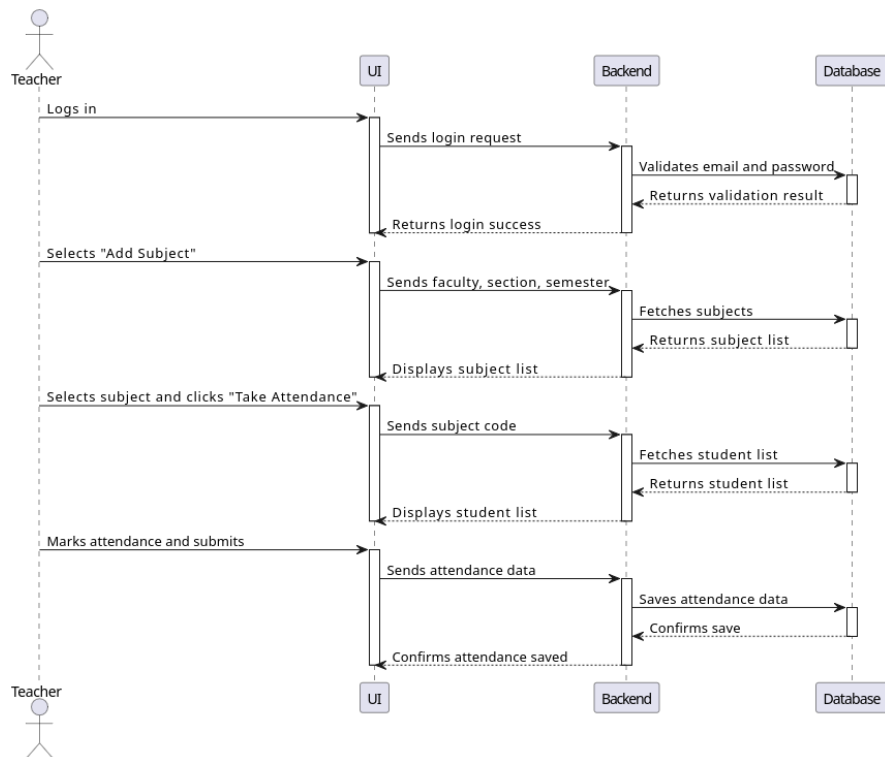 Teacher
UI
Backend
Database
Logs in
Sends login request
Validates email and password
Returns validation result
Returns login success
Selects "Add Subject"
Sends faculty, section, semester
Fetches subjects
Returns subject list
Displays subject list
Selects subject and clicks "Take Attendance"
Sends subject code
Fetches student list
Returns student list
Displays student list
Marks attendance and submits
Sends attendance data
Saves attendance data
Confirms save
Confirms attendance saved
Teacher
UI
Backend
Database